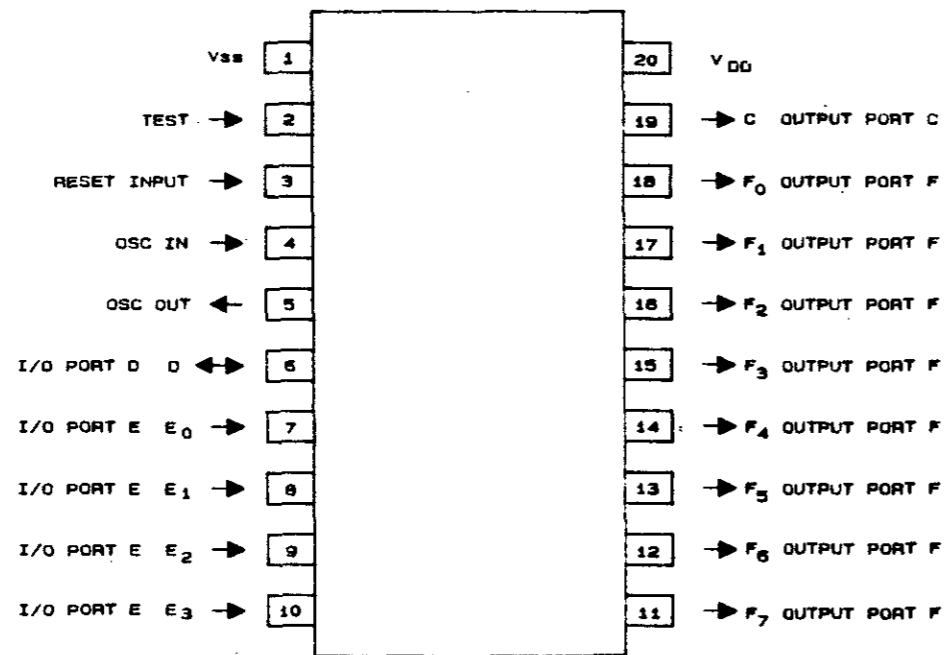 Vss 1 20 VDD
TEST 2 19 C OUTPUT PORT C
RESET INPUT 3 18 F0 OUTPUT PORT F
OSC IN 4 17 F1 OUTPUT PORT F
OSC OUT 5 16 F2 OUTPUT PORT F
I/O PORT D D 6 15 F3 OUTPUT PORT F
I/O PORT E E0 7 14 F4 OUTPUT PORT F
I/O PORT E E1 8 13 F5 OUTPUT PORT F
I/O PORT E E2 9 12 F6 OUTPUT PORT F
I/O PORT E E3 10 11 F7 OUTPUT PORT F